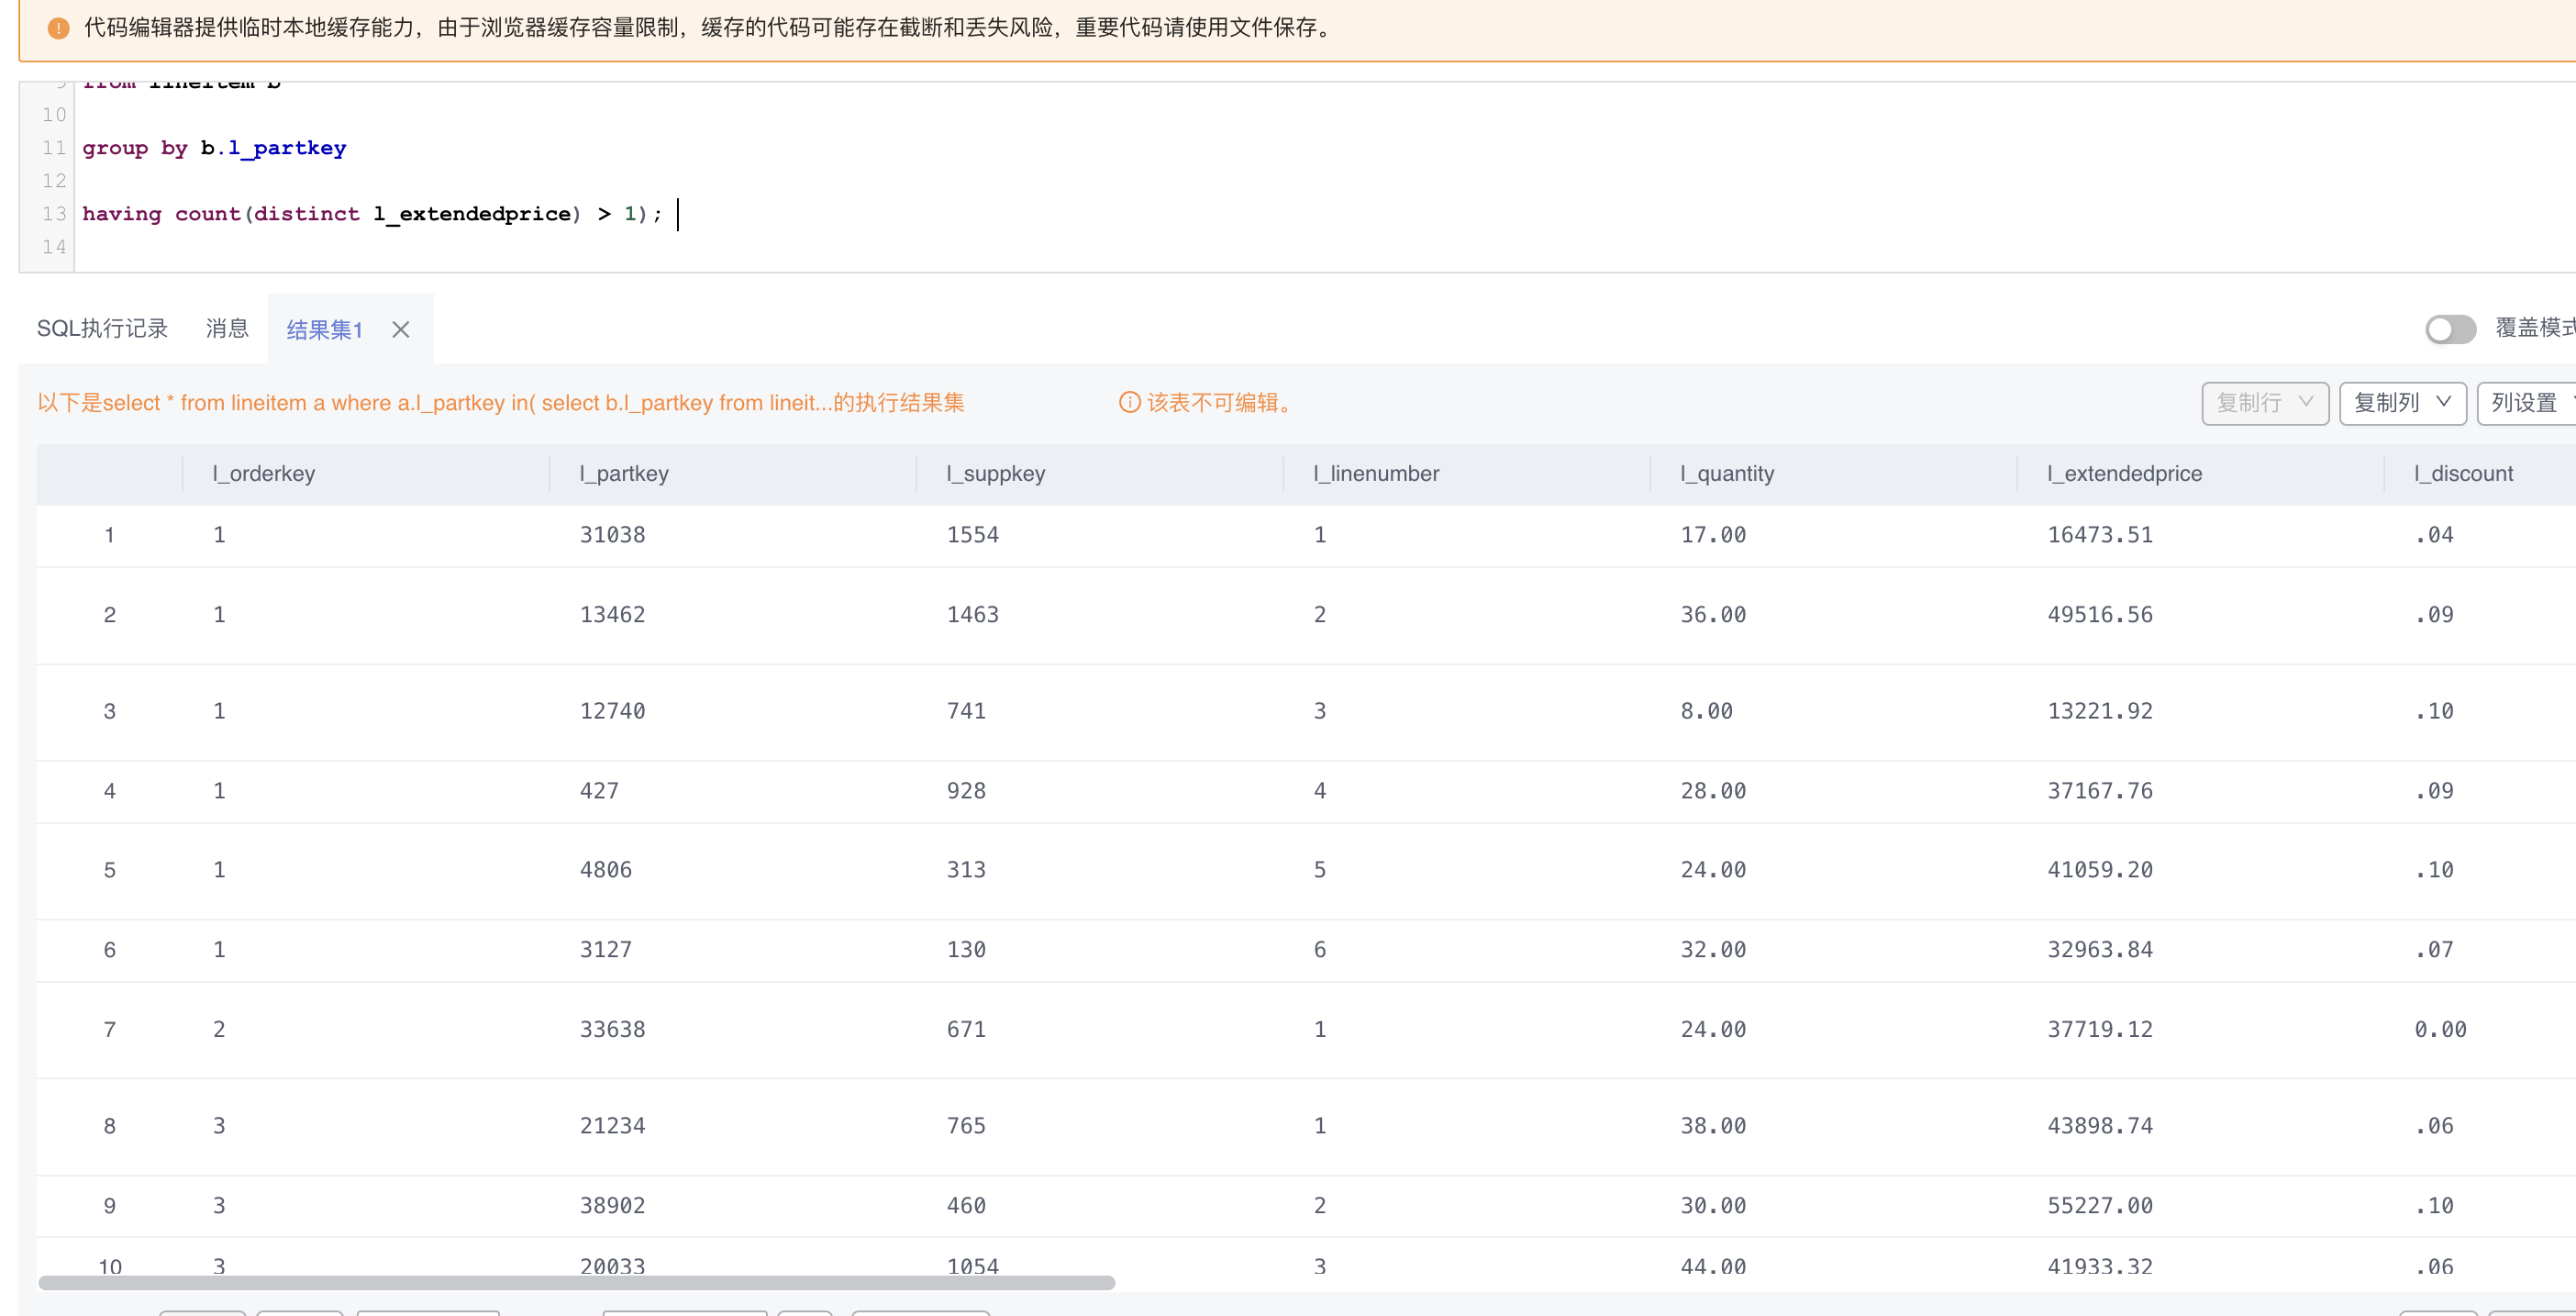 代码编辑器提供临时本地缓存能力，由于浏览器缓存容量限制，缓存的代码可能存在截断和丢失风险，重要代码请使用文件保存。
9 from lineitem b
10
11 group by b.l_partkey
12
13 having count(distinct l_extendedprice) > 1);
14
SQL执行记录 消息 结果集1 覆盖模式
以下是select * from lineitem a where a.l_partkey in( select b.l_partkey from lineit...的执行结果集 该表不可编辑。 复制行 复制列 列设置
l_orderkey l_partkey l_suppkey l_linenumber l_quantity l_extendedprice l_discount
1 1 31038 1554 1 17.00 16473.51 .04
2 1 13462 1463 2 36.00 49516.56 .09
3 1 12740 741 3 8.00 13221.92 .10
4 1 427 928 4 28.00 37167.76 .09
5 1 4806 313 5 24.00 41059.20 .10
6 1 3127 130 6 32.00 32963.84 .07
7 2 33638 671 1 24.00 37719.12 0.00
8 3 21234 765 1 38.00 43898.74 .06
9 3 38902 460 2 30.00 55227.00 .10
10 3 20033 1054 3 44.00 41933.32 .06